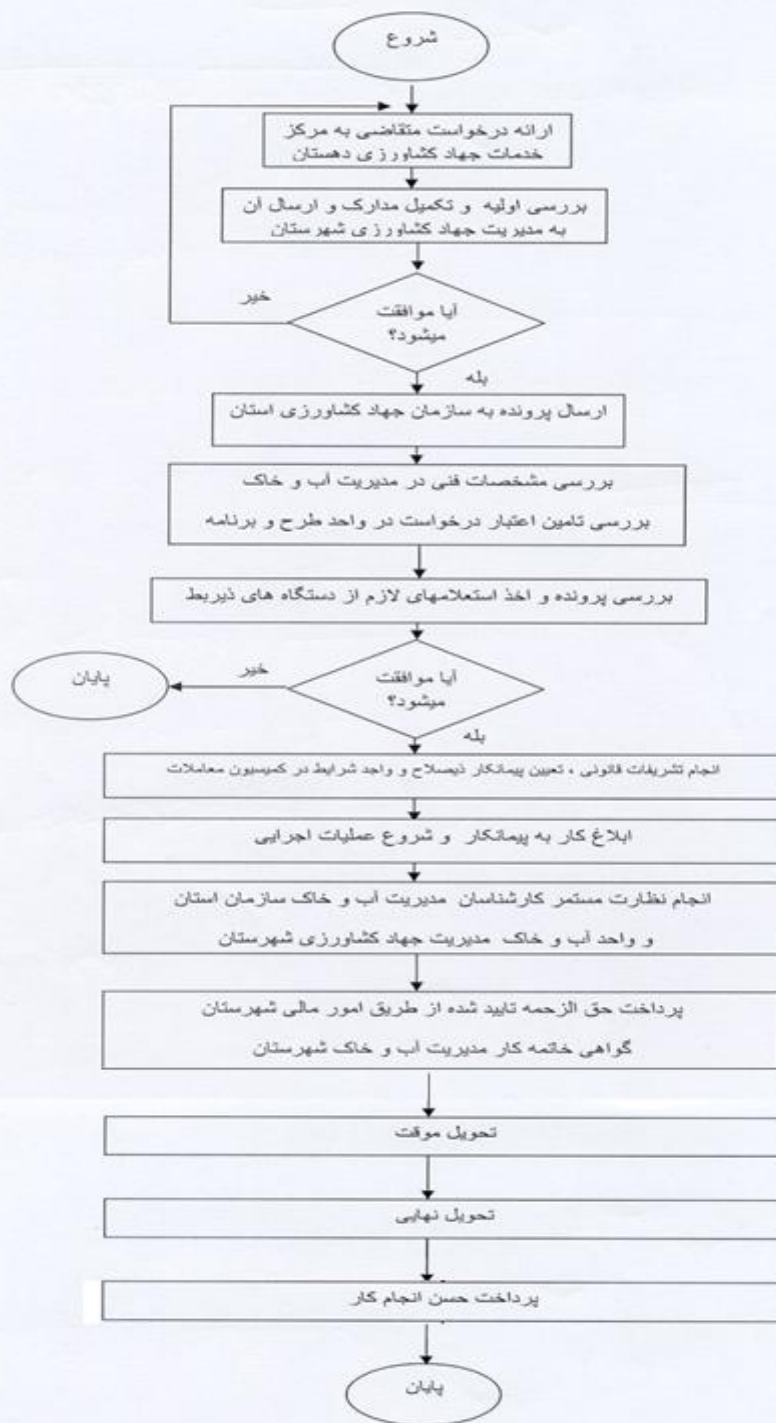 شروع
ارائه درخواست متقاضی به مرکز
خدمات جهاد کشاورزی دهستان
بررسی اولیه و تکمیل مدارک و ارسال آن
به مدیریت جهاد کشاورزی شهرستان
خیر
آیا موافقت
میشود؟
بله
ارسال پرونده به سازمان جهاد کشاورزی استان
بررسی مشخصات فنی در مدیریت آب و خاک
بررسی تامین اعتبار درخواست در واحد طرح و برنامه
بررسی پرونده و اخذ استعلامهای لازم از دستگاه های ذیربط
آیا موافقت
میشود؟
خیر
پایان
بله
انجام تشریفات قانونی ، تعیین پیمانکار ذیصلاح و واجد شرایط در کمیسیون معاملات
ابلاغ کار به پیمانکار و شروع عملیات اجرایی
انجام نظارت مستمر کارشناسان مدیریت آب و خاک سازمان استان
و واحد آب و خاک مدیریت جهاد کشاورزی شهرستان
پرداخت حق الزحمه تایید شده از طریق امور مالی شهرستان
گواهی خاتمه کار مدیریت آب و خاک شهرستان
تحویل موقت
تحویل نهایی
پرداخت حسن انجام کار
پایان